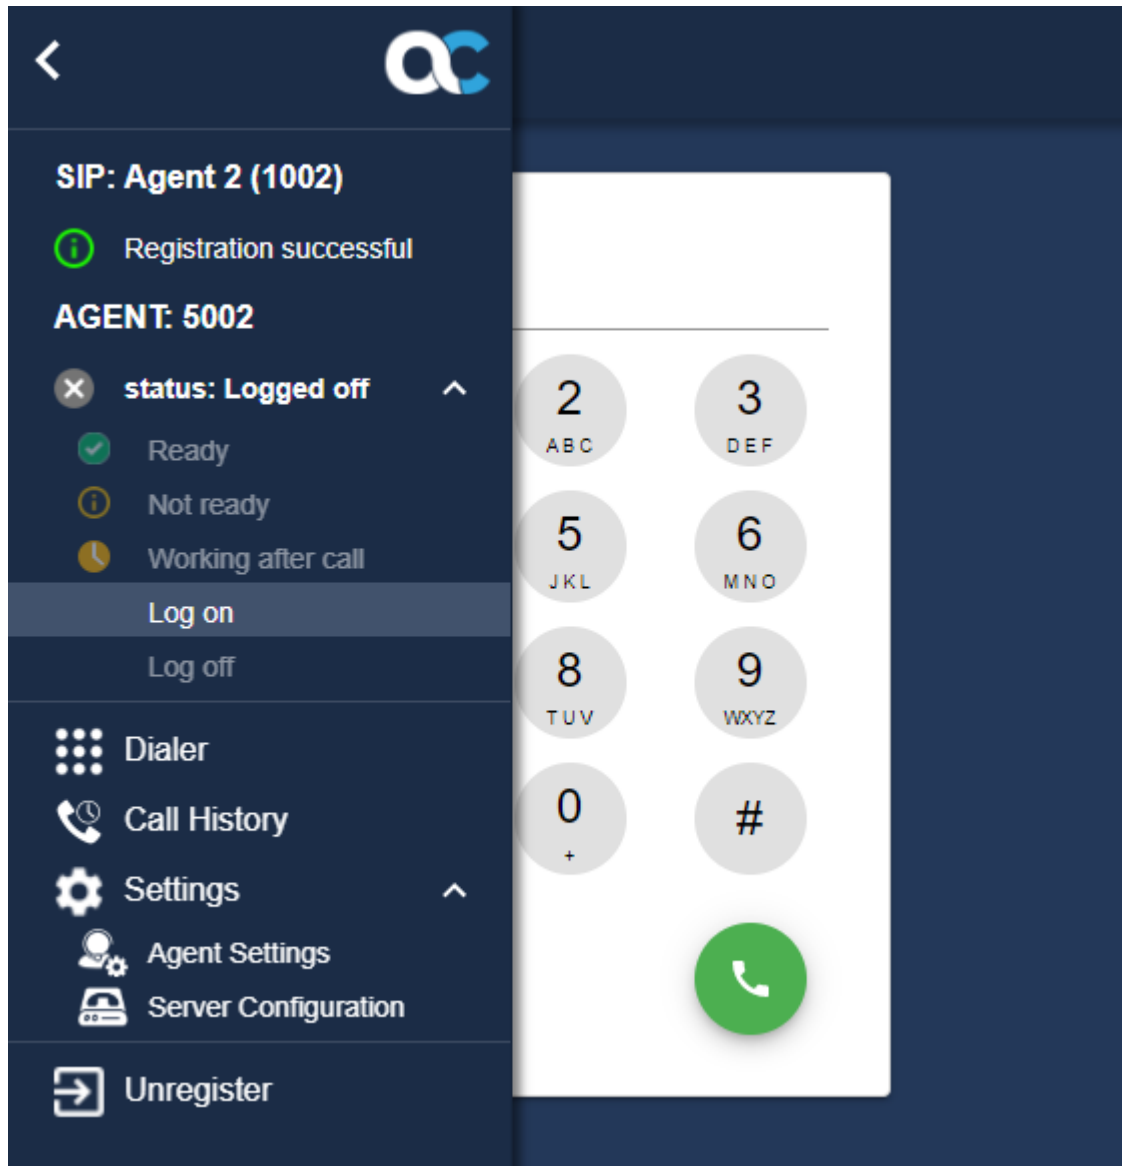 SIP: Agent 2 (1002)
Registration successful
AGENT: 5002
status: Logged off
Ready
Not ready
Working after call
Log on
Log off
Dialer
Call History
Settings
Agent Settings
Server Configuration
Unregister
2 3
ABC DEF
5 6
JKL MNO
8 9
TUV WXYZ
0 #
+